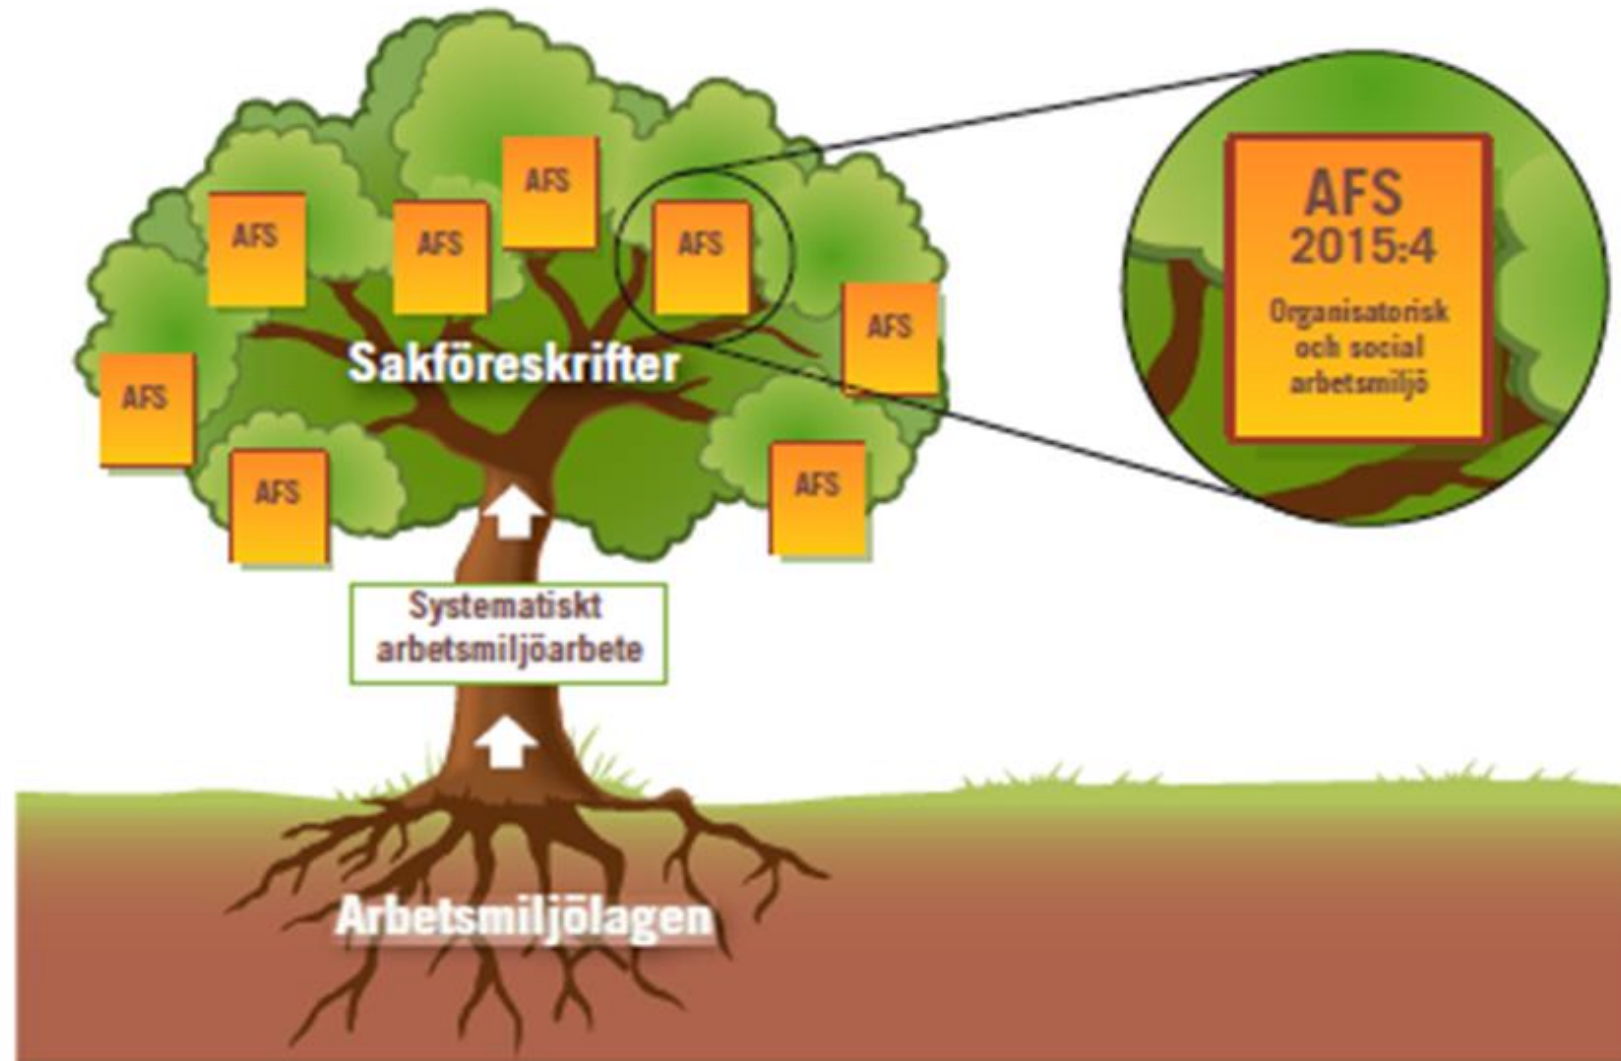 AFS
AFS
AFS
AFS
AFS
AFS
AFS
AFS
Sakföreskrifter
Systematiskt
arbetsmiljöarbete
Arbetsmiljölagen
AFS
2015:4
Organisatorisk
och social
arbetsmiljö